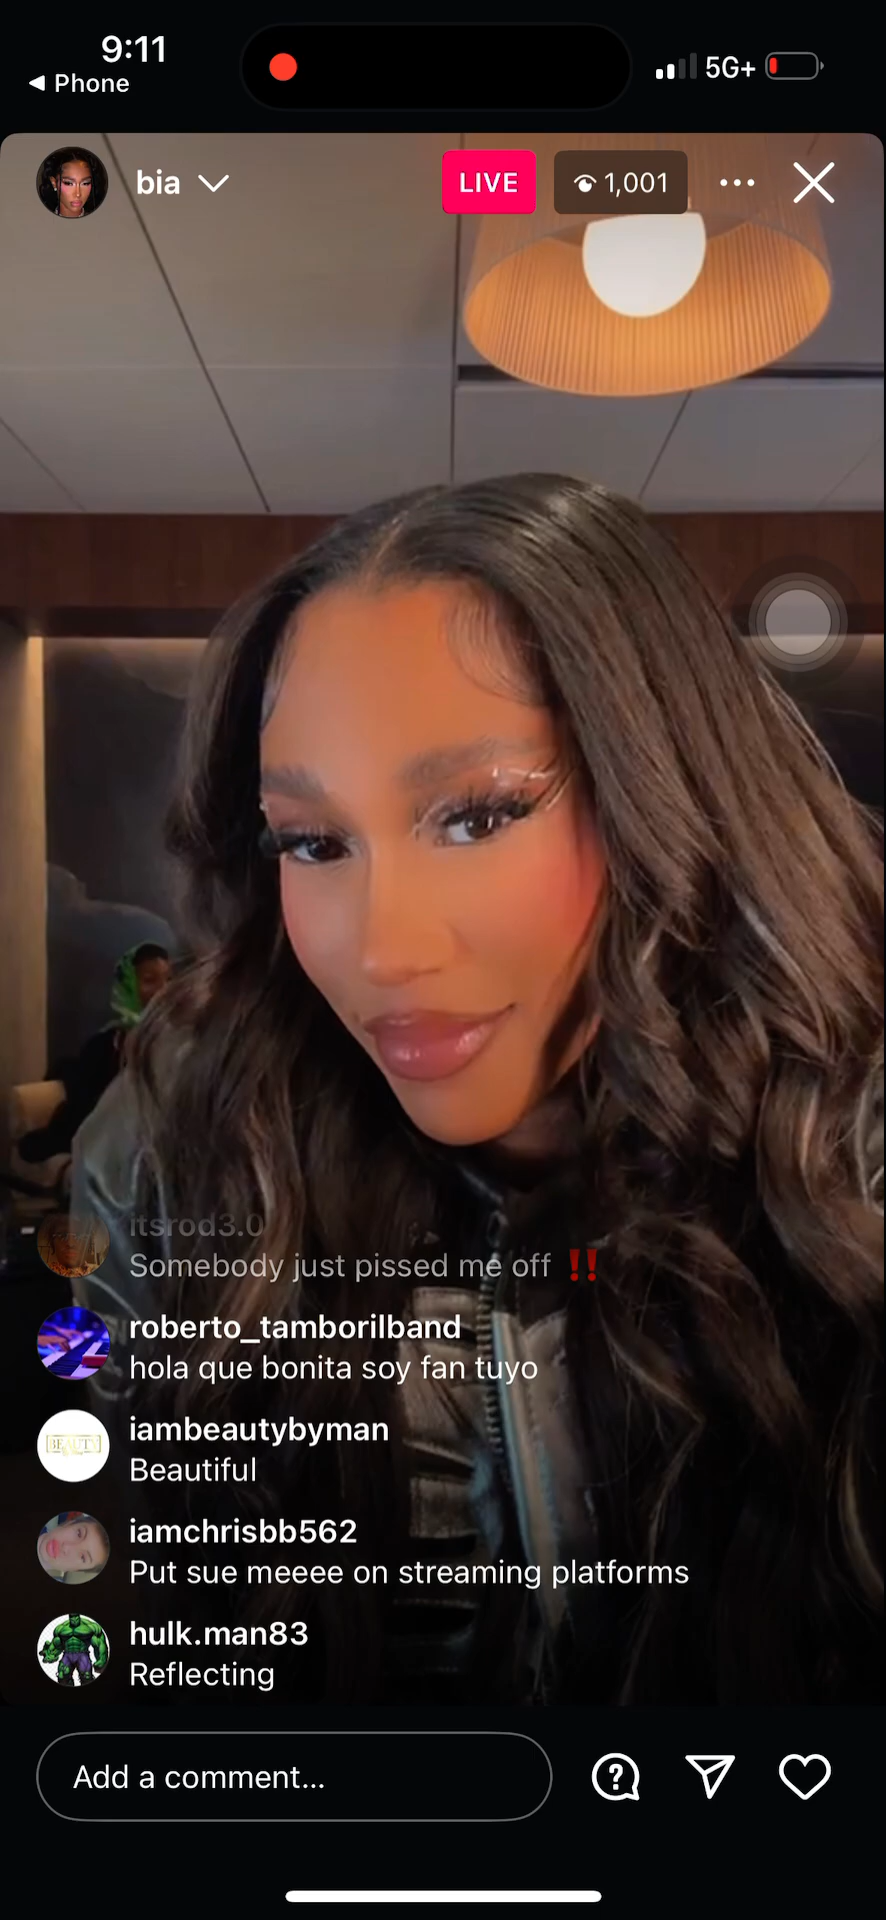 9:11
Phone
5G+
bia
LIVE
1,001
itsrod3.0
Somebody just pissed me off ‼️
roberto_tamborilband
hola que bonita soy fan tuyo
BEAUTY
iambeautybyman
Beautiful
iamchrisbb562
Put sue meeee on streaming platforms
hulk.man83
Reflecting
Add a comment...